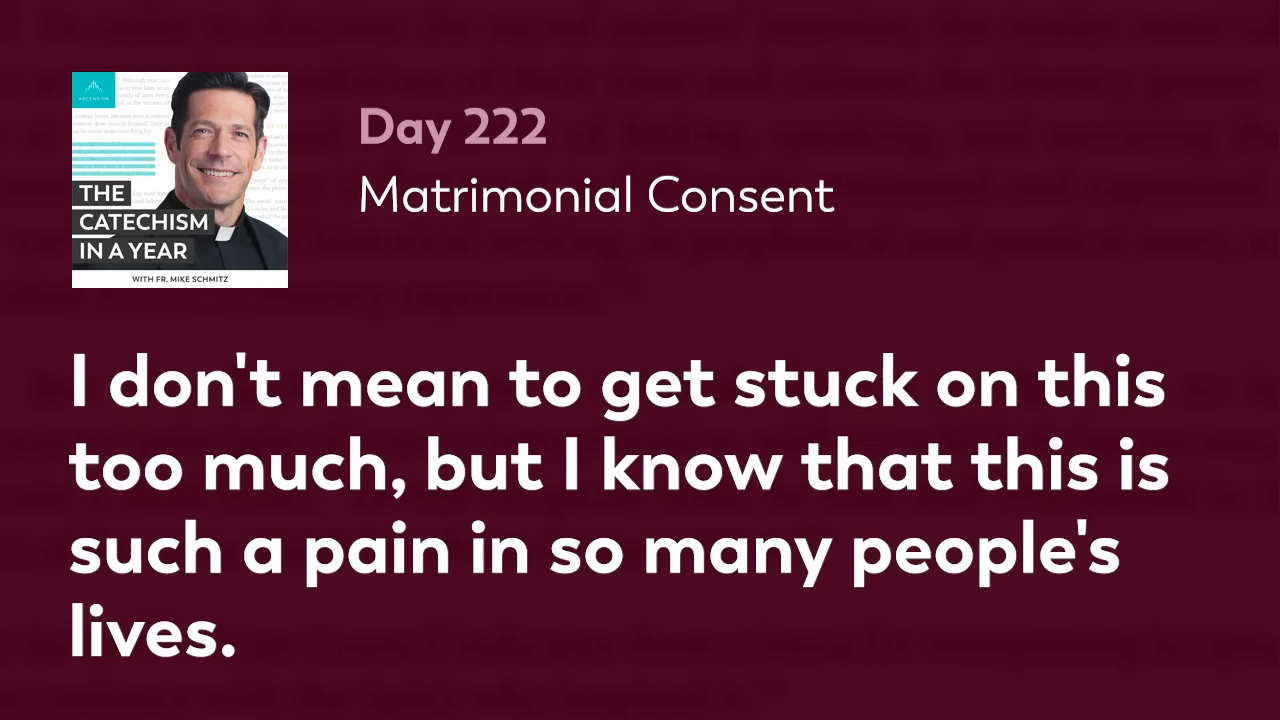 ASCENSION
THE
CATECHISM
IN A YEAR
WITH FR. MIKE SCHMITZ
Day 222
Matrimonial Consent
I don't mean to get stuck on this
too much, but I know that this is
such a pain in so many people's
lives.